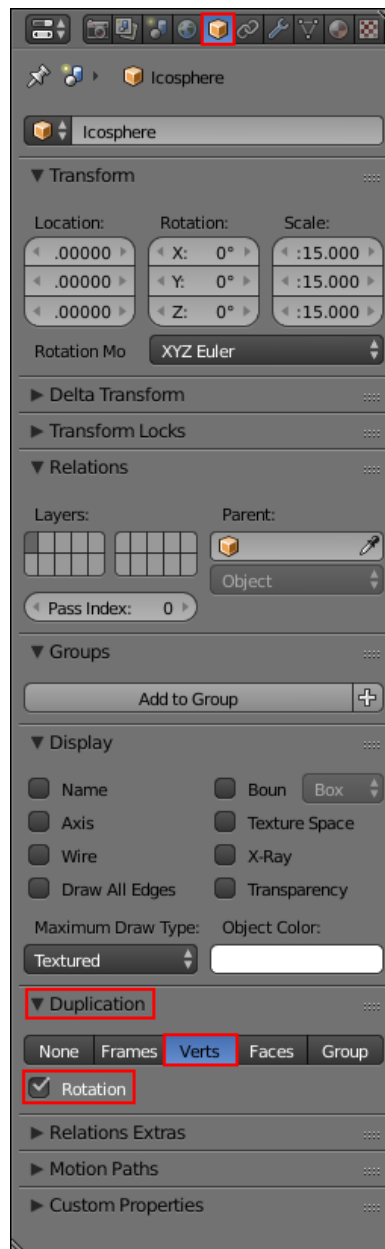 Icosphere
Icosphere
Transform
Location: Rotation: Scale:
.00000 X: 0° :15.000
.00000 Y: 0° :15.000
.00000 Z: 0° :15.000
Rotation Mo XYZ Euler
Delta Transform
Transform Locks
Relations
Layers: Parent:
Object
Pass Index: 0
Groups
Add to Group
Display
Name Boun Box
Axis Texture Space
Wire X-Ray
Draw All Edges Transparency
Maximum Draw Type: Object Color:
Textured
Duplication
None Frames Verts Faces Group
Rotation
Relations Extras
Motion Paths
Custom Properties